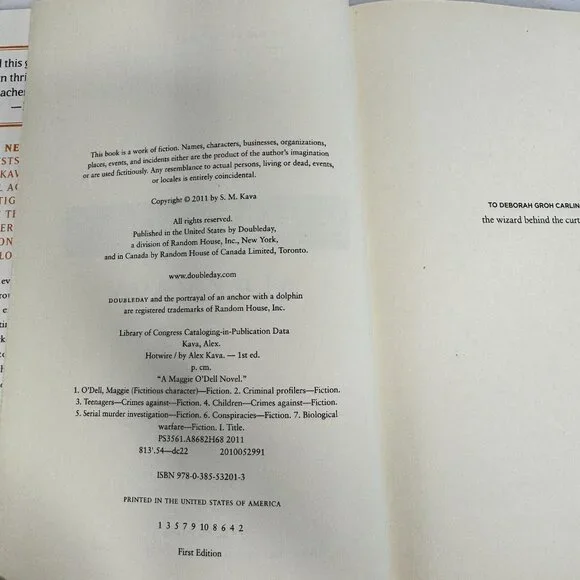 This book is a work of fiction. Names, characters, businesses, organizations,
places, events, and incidents either are the product of the author's imagination
or are used fictitiously. Any resemblance to actual persons, living or dead, events,
or locales is entirely coincidental.
Copyright © 2011 by S. M. Kava
All rights reserved.
Published in the United States by Doubleday,
a division of Random House, Inc., New York,
and in Canada by Random House of Canada Limited, Toronto.
www.doubleday.com
DOUBLEDAY and the portrayal of an anchor with a dolphin
are registered trademarks of Random House, Inc.
Library of Congress Cataloging-in-Publication Data
Kava, Alex.
Hotwire / by Alex Kava. — 1st ed.
p. cm.
"A Maggie O'Dell Novel."
1. O'Dell, Maggie (Fictitious character)—Fiction. 2. Criminal profilers—Fiction.
3. Teenagers—Crimes against—Fiction. 4. Children—Crimes against—Fiction.
5. Serial murder investigation—Fiction. 6. Conspiracies—Fiction. 7. Biological
warfare—Fiction. I. Title.
PS3561.A8682H68 2011
813'.54—dc22 2010052991
ISBN 978-0-385-53201-3
PRINTED IN THE UNITED STATES OF AMERICA
1 3 5 7 9 10 8 6 4 2
First Edition
TO DEBORAH GROH CARLIN
the wizard behind the curt